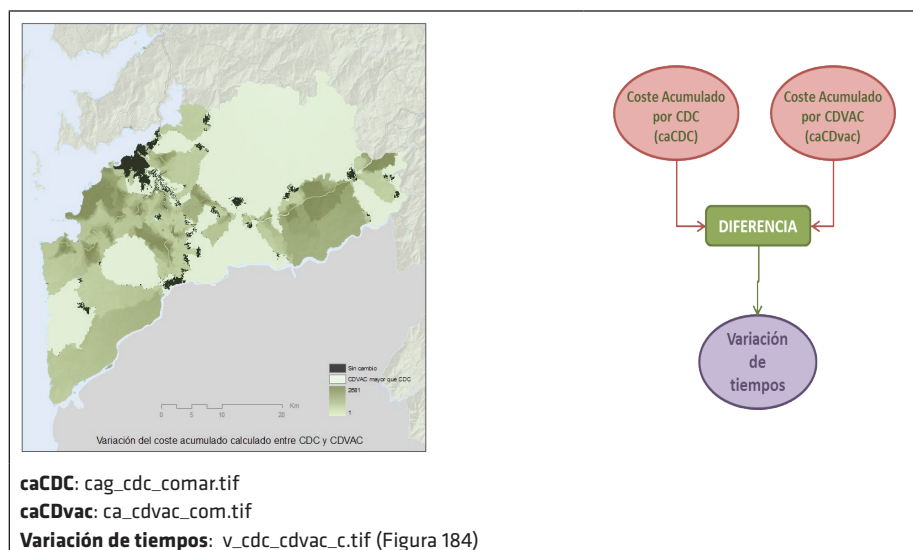 Sin cambio
CDVAC mayor que CDC
2681
1
0 5 10 20 Km
Variación del coste acumulado calculado entre CDC y CDVAC
Coste Acumulado
por CDC
(caCDC)
Coste Acumulado
por CDVAC
(caCDvac)
DIFERENCIA
Variación
de
tiempos
caCDC: cag_cdc_comar.tif
caCDvac: ca_cdvac_com.tif
Variación de tiempos: v_cdc_cdvac_c.tif (Figura 184)